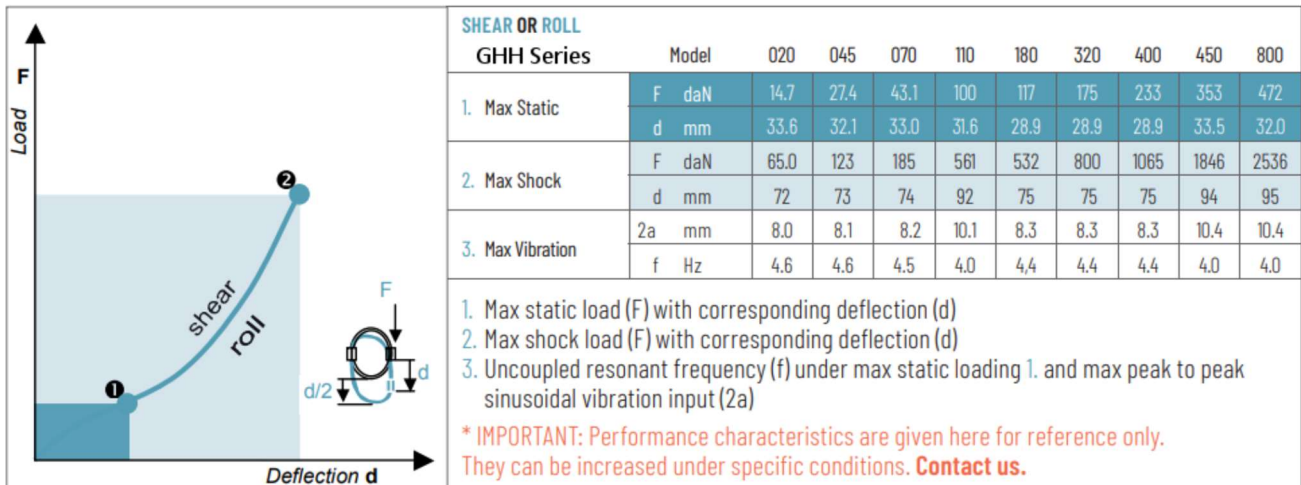 F
Load
❷
shear
roll
❶
F
d/2
d
Deflection d
SHEAR OR ROLL
GHH Series Model 020 045 070 110 180 320 400 450 800
1. Max Static
F daN 14.7 27.4 43.1 100 117 175 233 353 472
d mm 33.6 32.1 33.0 31.6 28.9 28.9 28.9 33.5 32.0
2. Max Shock
F daN 65.0 123 185 561 532 800 1065 1846 2536
d mm 72 73 74 92 75 75 75 94 95
3. Max Vibration
2a mm 8.0 8.1 8.2 10.1 8.3 8.3 8.3 10.4 10.4
f Hz 4.6 4.6 4.5 4.0 4,4 4.4 4.4 4.0 4.0
1. Max static load (F) with corresponding deflection (d)
2. Max shock load (F) with corresponding deflection (d)
3. Uncoupled resonant frequency (f) under max static loading 1. and max peak to peak
sinusoidal vibration input (2a)
* IMPORTANT: Performance characteristics are given here for reference only.
They can be increased under specific conditions. Contact us.